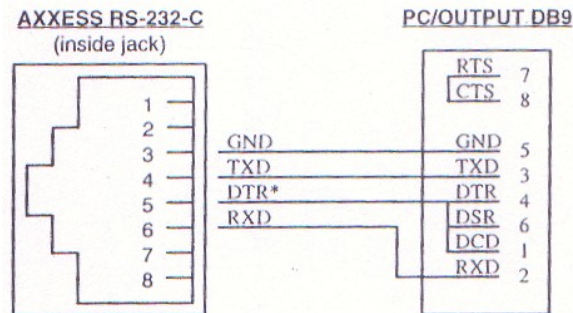 AXXESS RS-232-C
(inside jack)
PC/OUTPUT DB9
1
2
3
4
5
6
7
8
GND
TXD
DTR*
RXD
RTS 7
CTS 8
GND 5
TXD 3
DTR 4
DSR 6
DCD 1
RXD 2